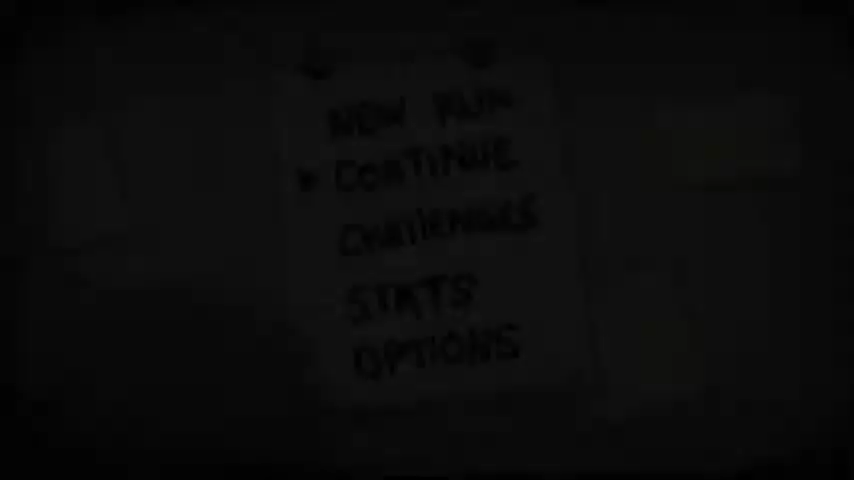 NEW RUN
CONTINUE
CHALLENGES
STATS
OPTIONS